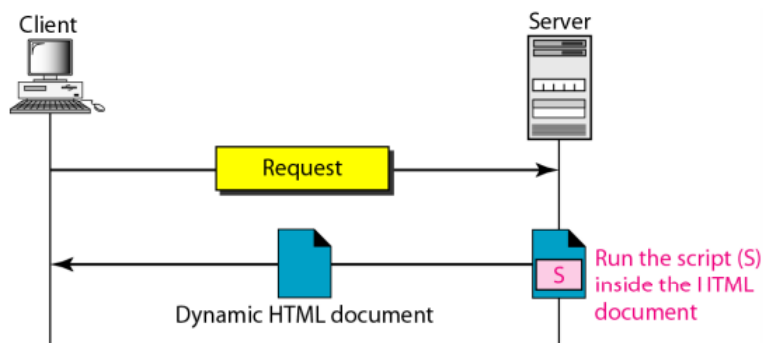 Client
Server
Request
S
Run the script (S)
inside the HTML
document
Dynamic HTML document